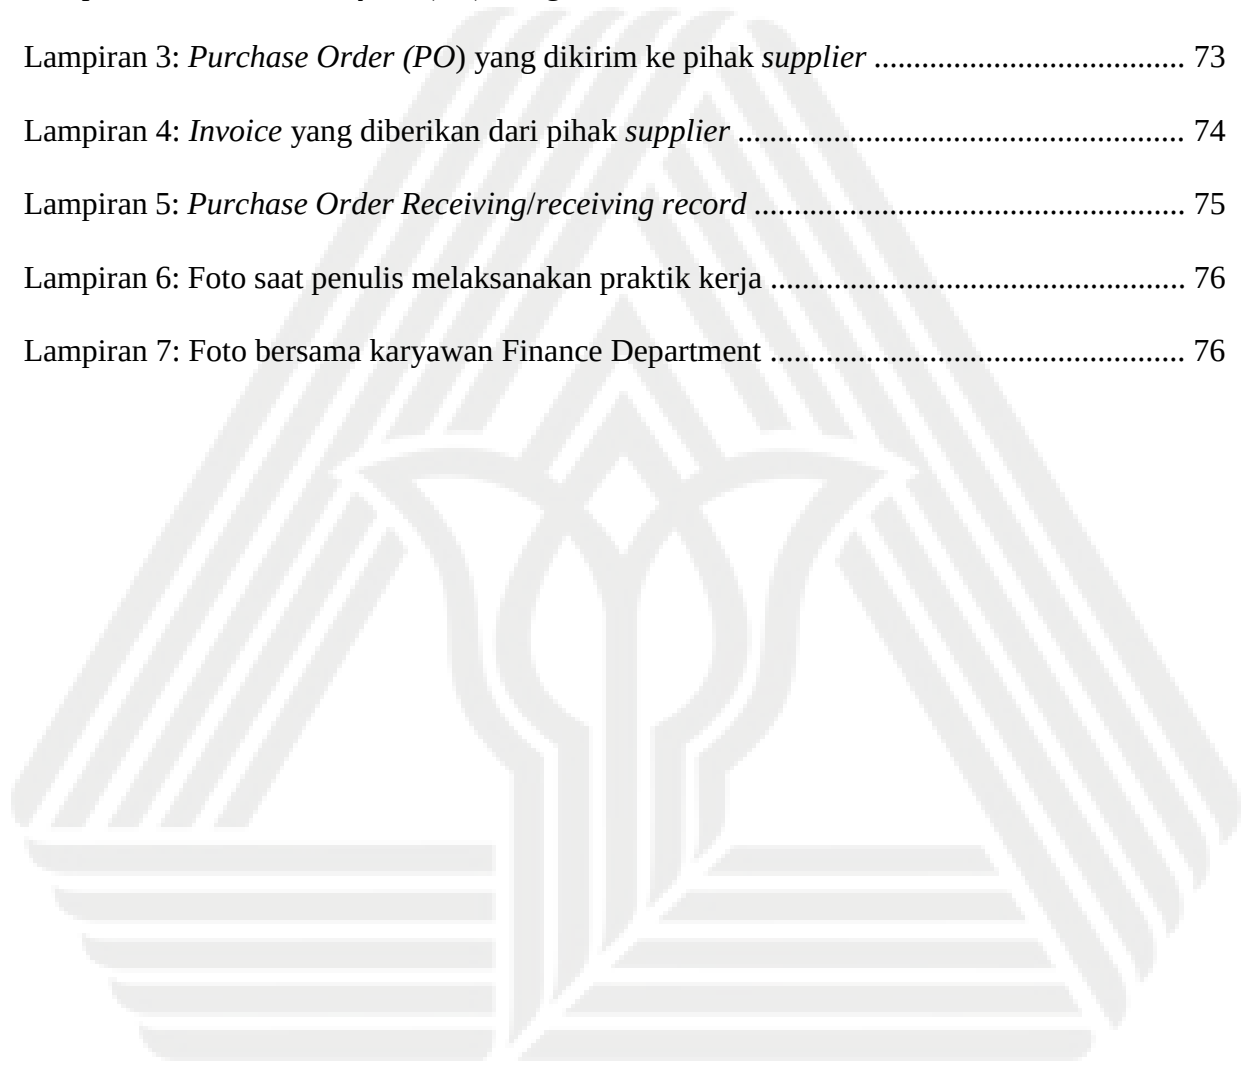 Lampiran 3: Purchase Order (PO) yang dikirim ke pihak supplier ....................................... 73
Lampiran 4: Invoice yang diberikan dari pihak supplier ........................................................ 74
Lampiran 5: Purchase Order Receiving/receiving record ...................................................... 75
Lampiran 6: Foto saat penulis melaksanakan praktik kerja .................................................... 76
Lampiran 7: Foto bersama karyawan Finance Department .................................................... 76